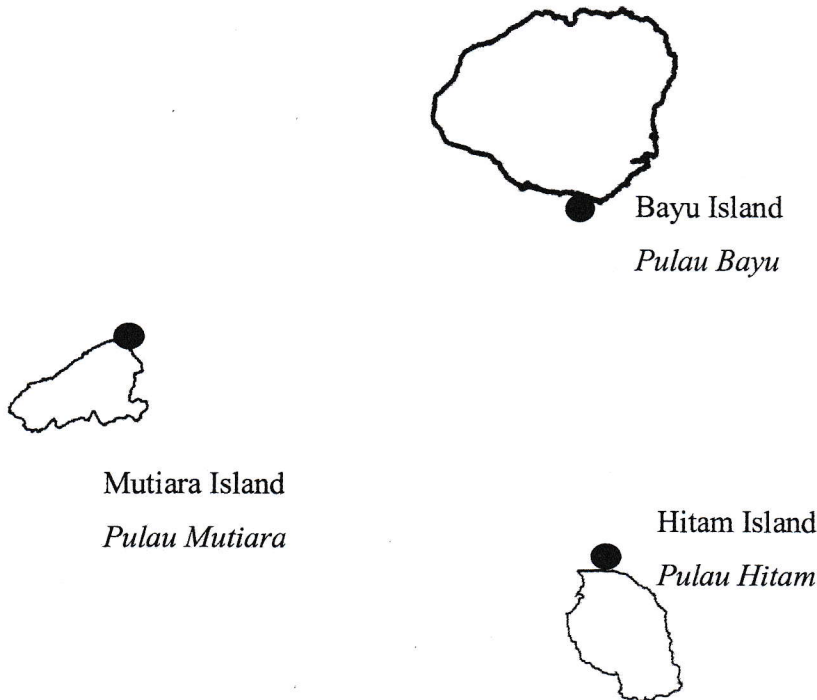 Bayu Island
Pulau Bayu
Mutiara Island
Pulau Mutiara
Hitam Island
Pulau Hitam